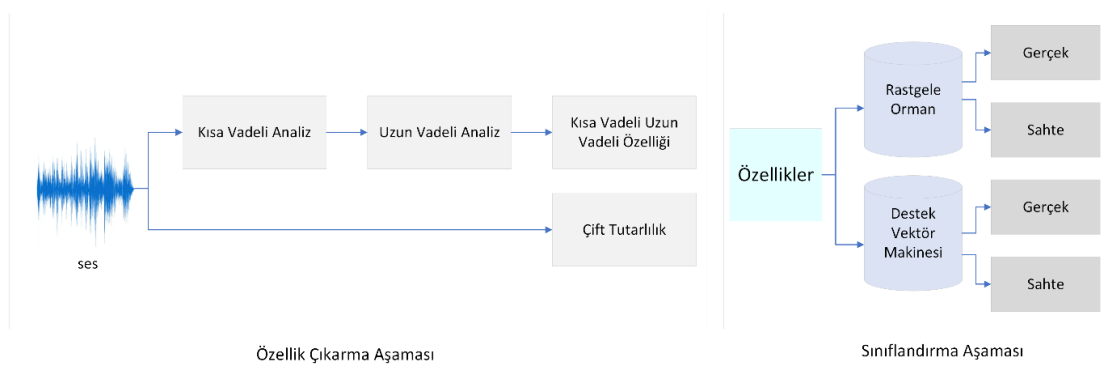 ses
Kısa Vadeli Analiz
Uzun Vadeli Analiz
Kısa Vadeli Uzun
Vadeli Özelliği
Çift Tutarlılık
Özellik Çıkarma Aşaması
Özellikler
Rastgele
Orman
Gerçek
Sahte
Destek
Vektör
Makinesi
Gerçek
Sahte
Sınıflandırma Aşaması